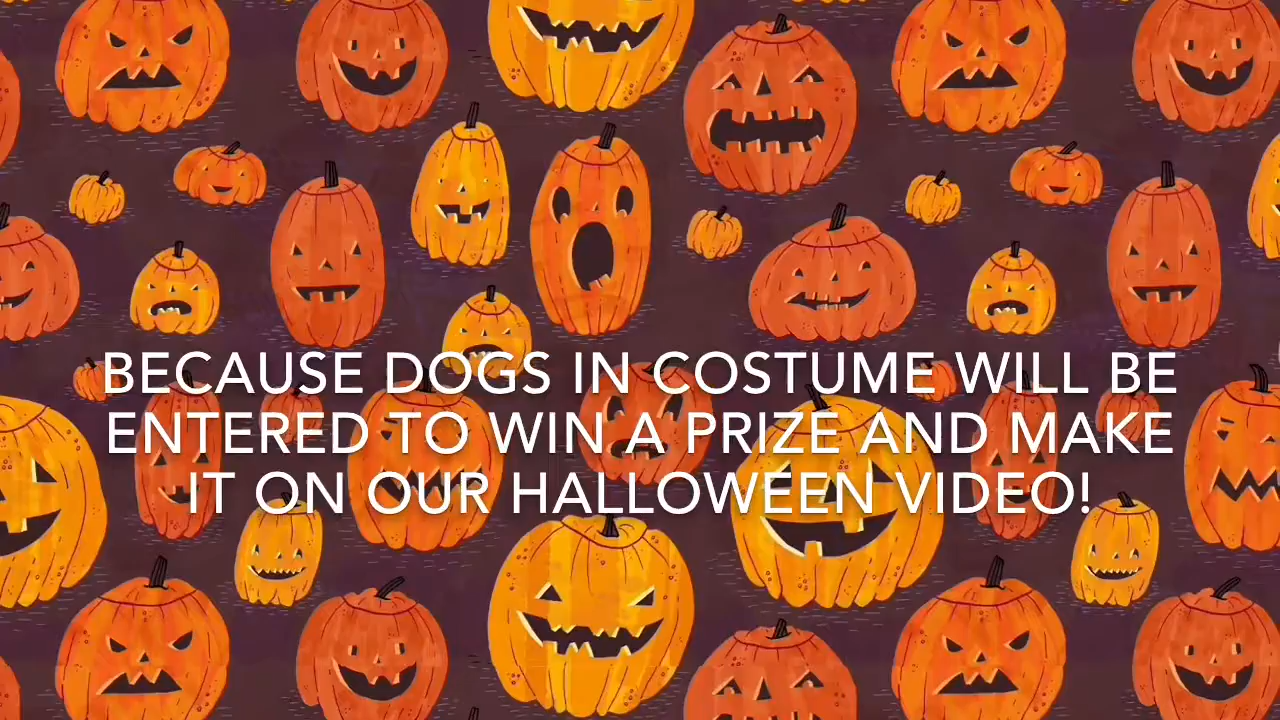 BECAUSE DOGS IN COSTUME WILL BE
ENTERED TO WIN A PRIZE AND MAKE
IT ON OUR HALLOWEEN VIDEO!